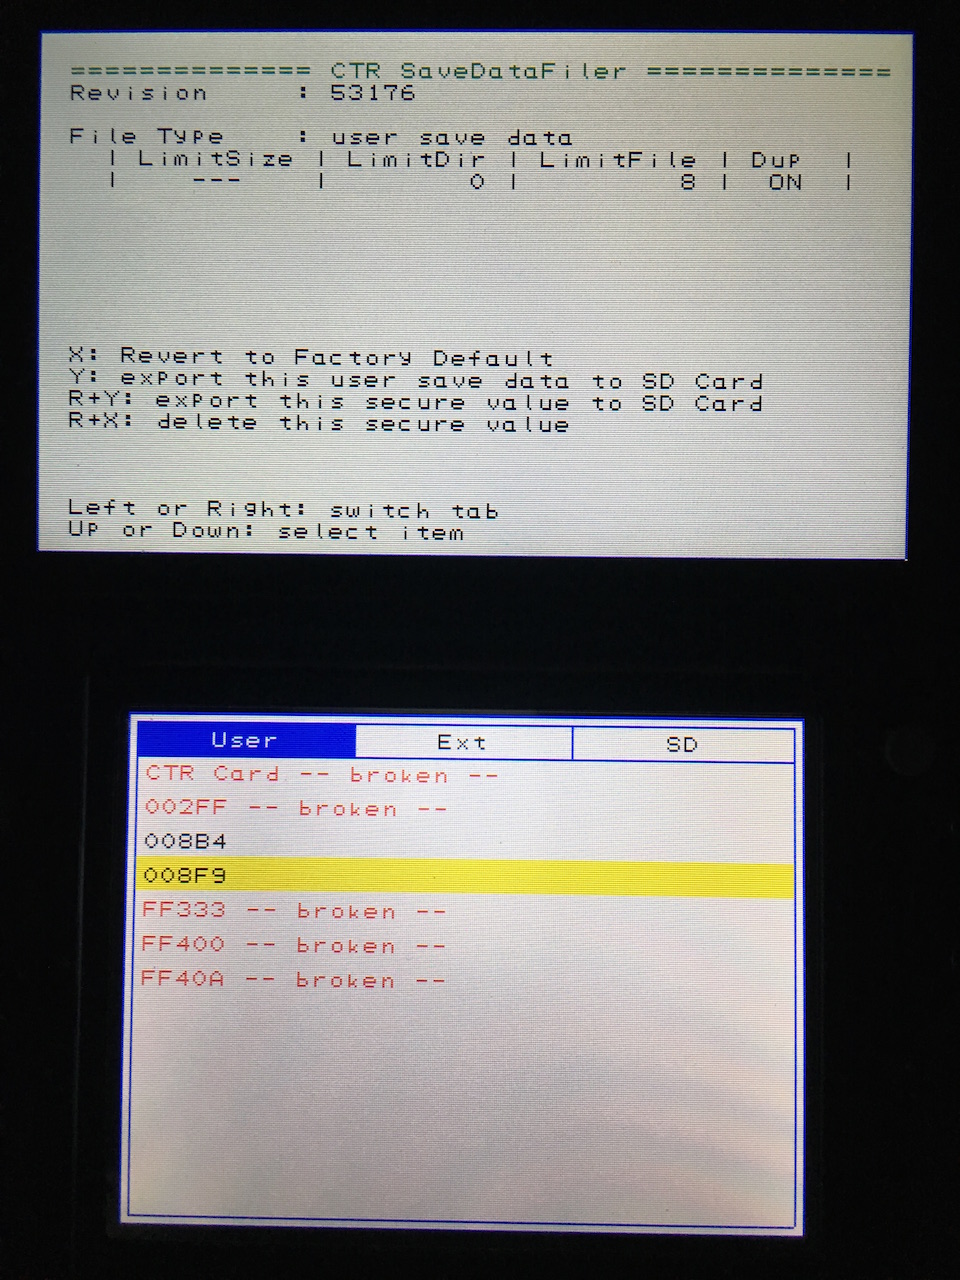 ============== CTR SaveDataFiler ==============
Revision : 53176
File Type : user save data
| LimitSize | LimitDir | LimitFile | Dup |
| --- | 0 | 8 | ON |
X: Revert to Factory Default
Y: export this user save data to SD Card
R+Y: export this secure value to SD Card
R+X: delete this secure value
Left or Right: switch tab
UP or Down: select item
User Ext SD
CTR Card -- broken --
002FF -- broken --
008B4
008F9
FF333 -- broken --
FF400 -- broken --
FF40A -- broken --